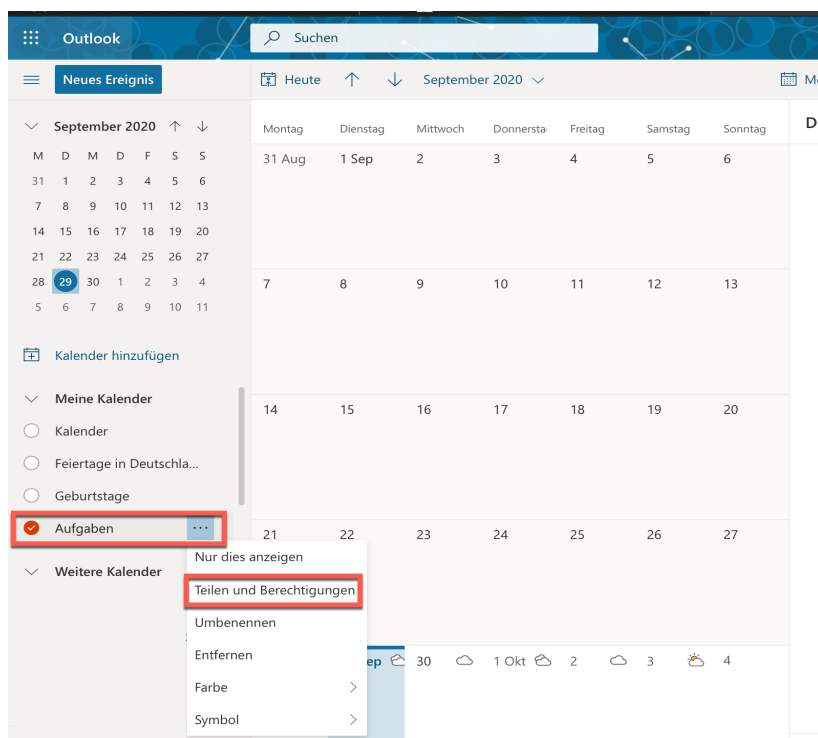 Outlook
Suchen
Neues Ereignis
Heute
September 2020
September 2020
M D M D F S S
31 1 2 3 4 5 6
7 8 9 10 11 12 13
14 15 16 17 18 19 20
21 22 23 24 25 26 27
28 29 30 1 2 3 4
5 6 7 8 9 10 11
Kalender hinzufügen
Meine Kalender
Kalender
Feiertage in Deutschla...
Geburtstage
Aufgaben ...
Weitere Kalender
Nur dies anzeigen
Teilen und Berechtigungen
Umbenennen
Entfernen
Farbe
Symbol
Montag Dienstag Mittwoch Donnersta Freitag Samstag Sonntag
31 Aug 1 Sep 2 3 4 5 6
7 8 9 10 11 12 13
14 15 16 17 18 19 20
21 22 23 24 25 26 27
30 1 Okt 2 3 4